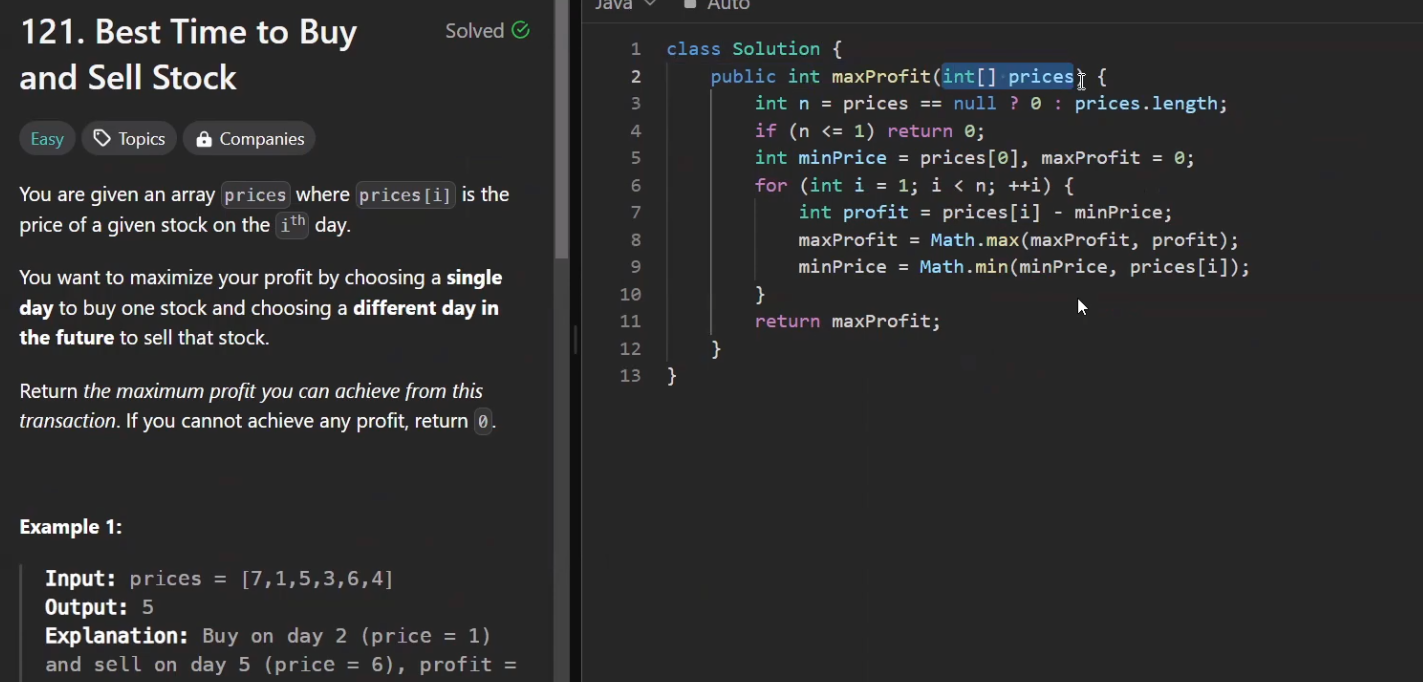 121. Best Time to Buy
and Sell Stock
Solved
Easy
Topics
Companies
You are given an array prices where prices[i] is the
price of a given stock on the ith day.
You want to maximize your profit by choosing a single
day to buy one stock and choosing a different day in
the future to sell that stock.
Return the maximum profit you can achieve from this
transaction. If you cannot achieve any profit, return 0.
Example 1:
Input: prices = [7,1,5,3,6,4]
Output: 5
Explanation: Buy on day 2 (price = 1)
and sell on day 5 (price = 6), profit =
Java
Auto
1 class Solution {
2 public int maxProfit(int[] prices) {
3 int n = prices == null ? 0 : prices.length;
4 if (n <= 1) return 0;
5 int minPrice = prices[0], maxProfit = 0;
6 for (int i = 1; i < n; ++i) {
7 int profit = prices[i] - minPrice;
8 maxProfit = Math.max(maxProfit, profit);
9 minPrice = Math.min(minPrice, prices[i]);
10 }
11 return maxProfit;
12 }
13 }